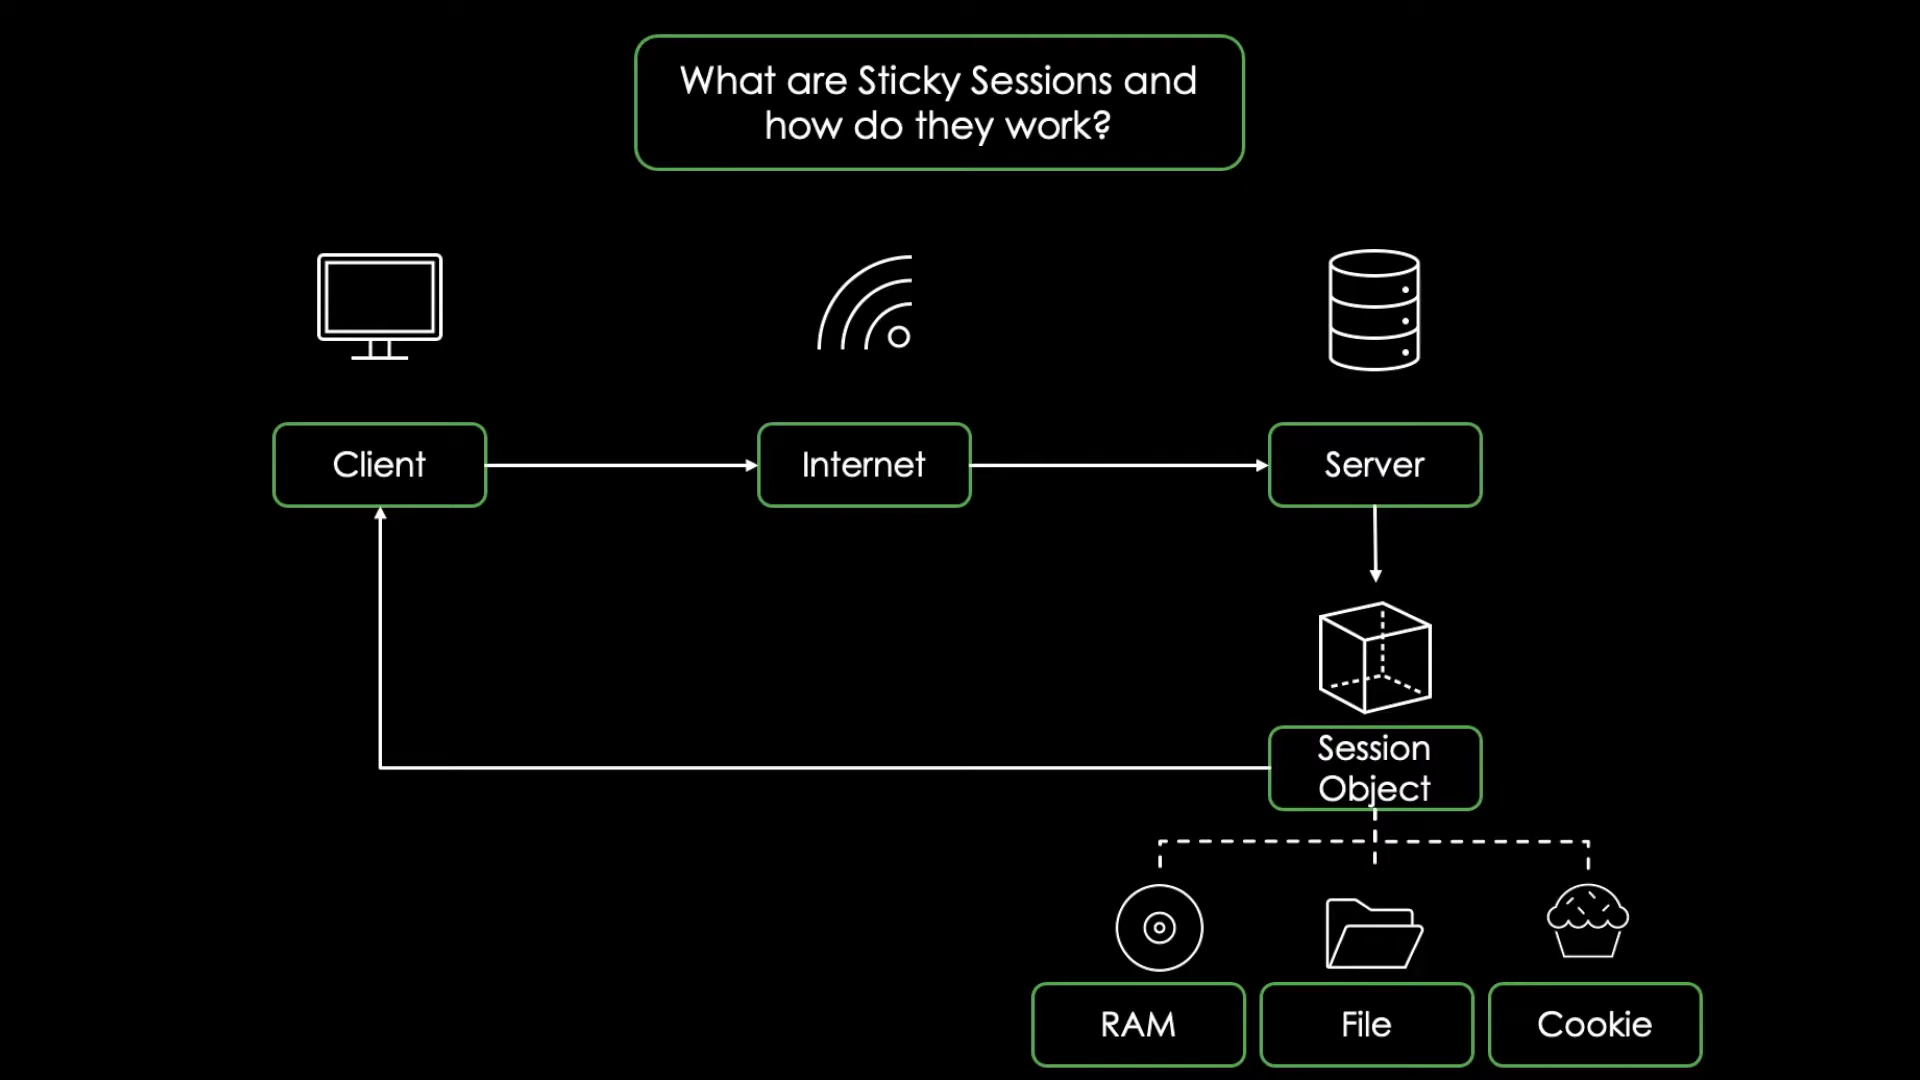 What are Sticky Sessions and
how do they work?
Client
Internet
Server
Session
Object
RAM
File
Cookie